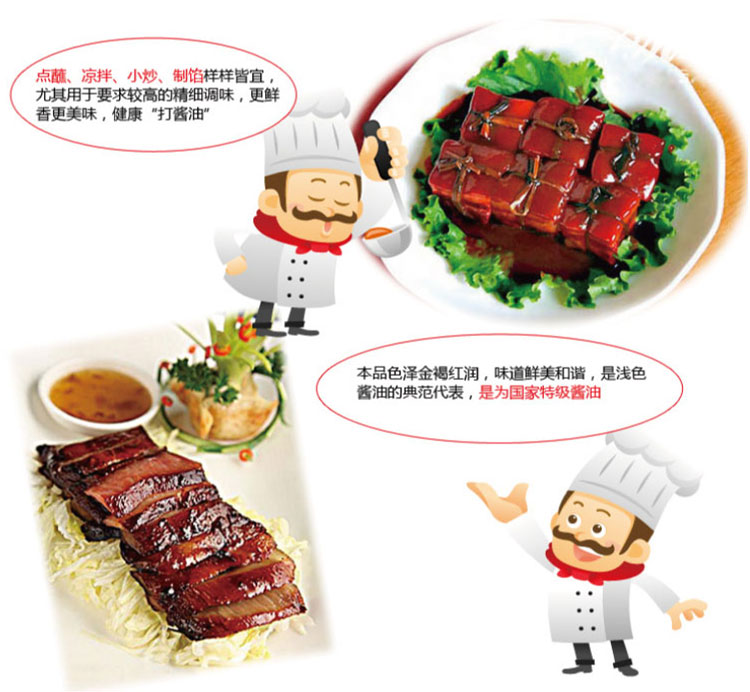 点蘸、凉拌、小炒、制馅样样皆宜，
尤其用于要求较高的精细调味，更鲜
香更美味，健康“打酱油”
本品色泽金褐红润，味道鲜美和谐，是浅色
酱油的典范代表，是为国家特级酱油